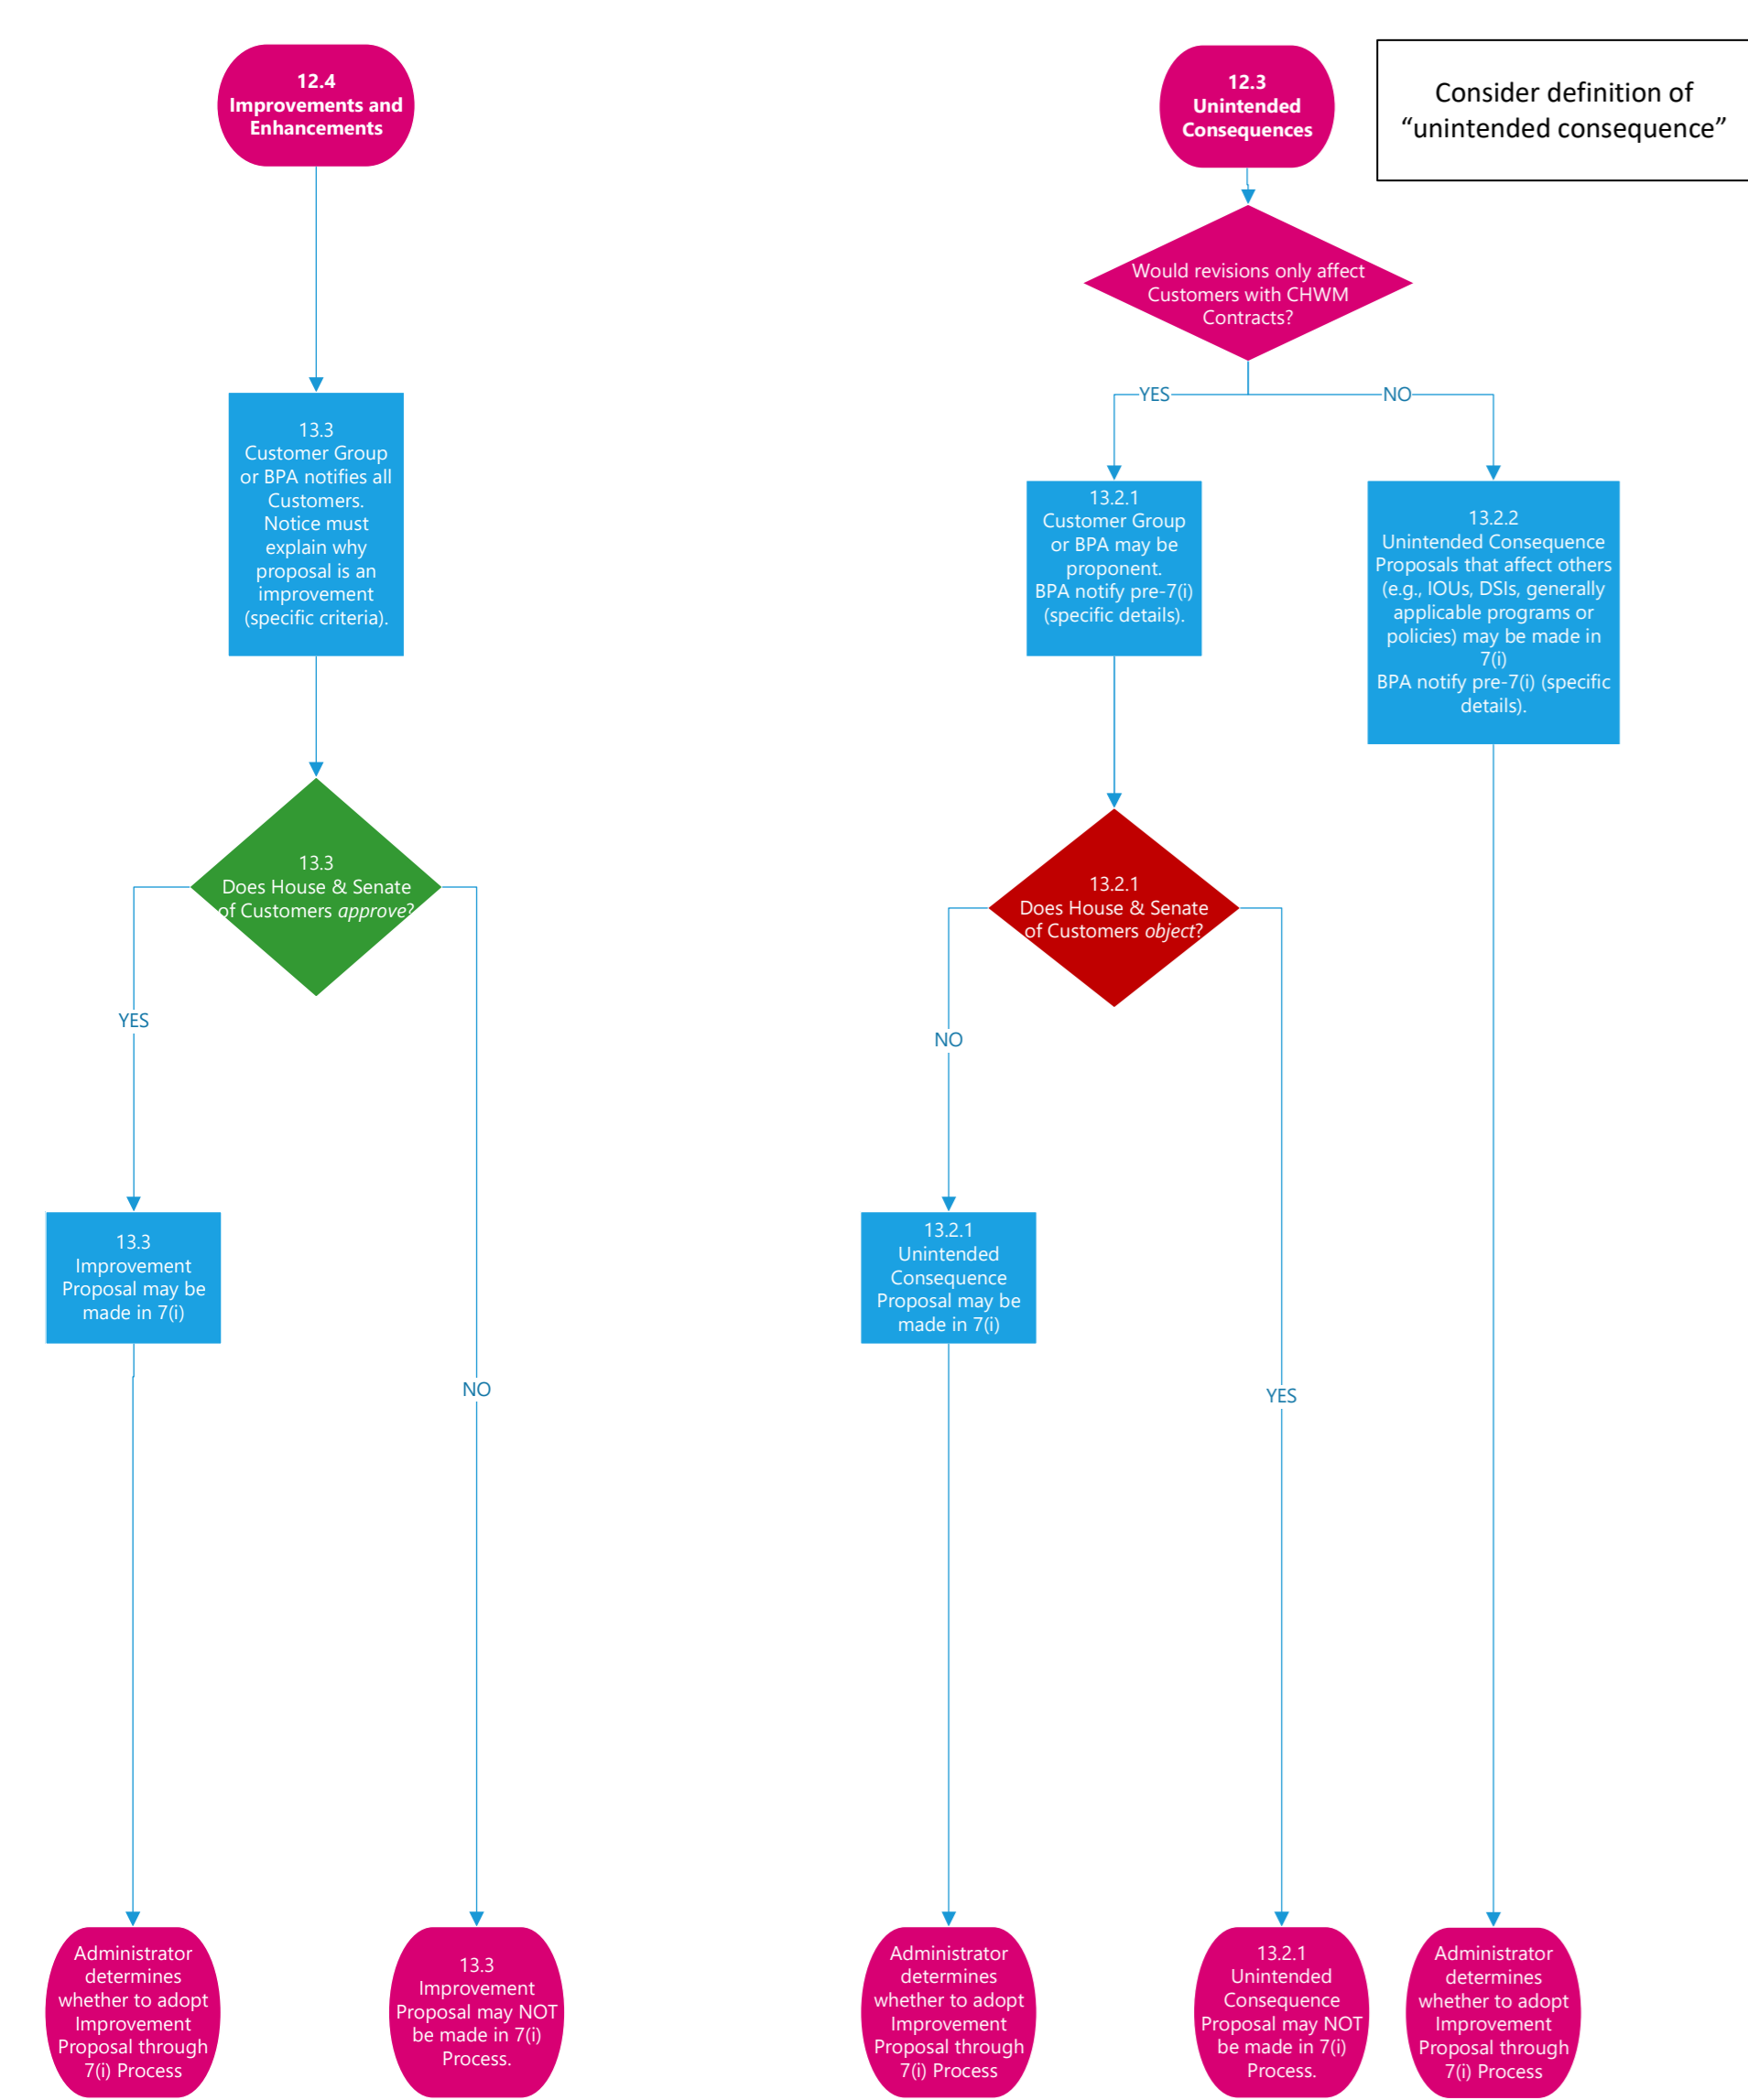 12.4
Improvements and
Enhancements
13.3
Customer Group
or BPA notifies all
Customers.
Notice must
explain why
proposal is an
improvement
(specific criteria).
13.3
Does House & Senate
of Customers approve?
YES
NO
13.3
Improvement
Proposal may be
made in 7(i)
Administrator
determines
whether to adopt
Improvement
Proposal through
7(i) Process
13.3
Improvement
Proposal may NOT
be made in 7(i)
Process.
12.3
Unintended
Consequences
Consider definition of
“unintended consequence”
Would revisions only affect
Customers with CHWM
Contracts?
YES
NO
13.2.1
Customer Group
or BPA may be
proponent.
BPA notify pre-7(i)
(specific details).
13.2.2
Unintended Consequence
Proposals that affect others
(e.g., IOUs, DSIs, generally
applicable programs or
policies) may be made in
7(i)
BPA notify pre-7(i) (specific
details).
13.2.1
Does House & Senate
of Customers object?
NO
YES
13.2.1
Unintended
Consequence
Proposal may be
made in 7(i)
Administrator
determines
whether to adopt
Improvement
Proposal through
7(i) Process
13.2.1
Unintended
Consequence
Proposal may NOT
be made in 7(i)
Process.
Administrator
determines
whether to adopt
Improvement
Proposal through
7(i) Process